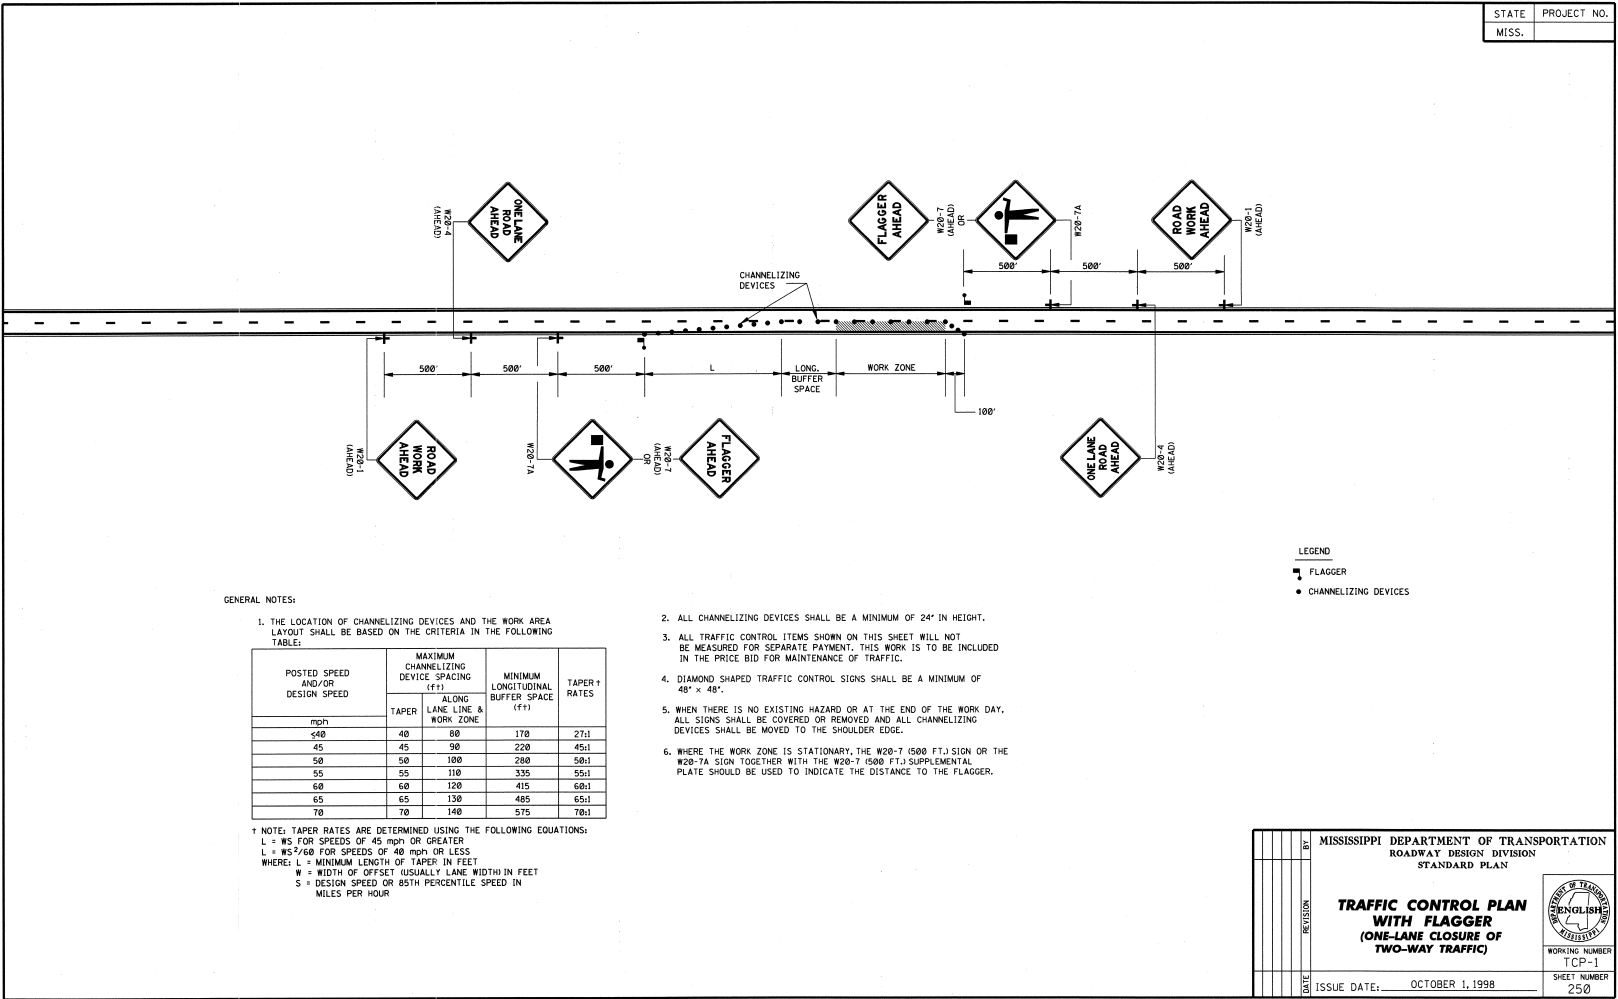 STATE PROJECT NO.
MISS.
ONE LANE
ROAD
AHEAD
W20-4
(AHEAD)
FLAGGER
AHEAD
W20-7
(AHEAD)
OR
W20-7A
ROAD
WORK
AHEAD
W20-1
(AHEAD)
500' 500' 500'
CHANNELIZING
DEVICES
500' 500' 500' L LONG.
BUFFER
SPACE
WORK ZONE
100'
W20-1
(AHEAD)
ROAD
WORK
AHEAD
W20-7A
OR
W20-7
(AHEAD)
FLAGGER
AHEAD
ONE LANE
ROAD
AHEAD
W20-4
(AHEAD)
LEGEND
FLAGGER
CHANNELIZING DEVICES
GENERAL NOTES:
1. THE LOCATION OF CHANNELIZING DEVICES AND THE WORK AREA
LAYOUT SHALL BE BASED ON THE CRITERIA IN THE FOLLOWING
TABLE:
POSTED SPEED
AND/OR
DESIGN SPEED
mph
MAXIMUM
CHANNELIZING
DEVICE SPACING
(ft)
TAPER
ALONG
LANE LINE &
WORK ZONE
MINIMUM
LONGITUDINAL
BUFFER SPACE
(ft)
TAPER †
RATES
≤40 40 80 170 27:1
45 45 90 220 45:1
50 50 100 280 50:1
55 55 110 335 55:1
60 60 120 415 60:1
65 65 130 485 65:1
70 70 140 575 70:1
† NOTE: TAPER RATES ARE DETERMINED USING THE FOLLOWING EQUATIONS:
L = WS FOR SPEEDS OF 45 mph OR GREATER
L = WS²/60 FOR SPEEDS OF 40 mph OR LESS
WHERE: L = MINIMUM LENGTH OF TAPER IN FEET
W = WIDTH OF OFFSET (USUALLY LANE WIDTH) IN FEET
S = DESIGN SPEED OR 85TH PERCENTILE SPEED IN
MILES PER HOUR
2. ALL CHANNELIZING DEVICES SHALL BE A MINIMUM OF 24" IN HEIGHT.
3. ALL TRAFFIC CONTROL ITEMS SHOWN ON THIS SHEET WILL NOT
BE MEASURED FOR SEPARATE PAYMENT. THIS WORK IS TO BE INCLUDED
IN THE PRICE BID FOR MAINTENANCE OF TRAFFIC.
4. DIAMOND SHAPED TRAFFIC CONTROL SIGNS SHALL BE A MINIMUM OF
48" × 48".
5. WHEN THERE IS NO EXISTING HAZARD OR AT THE END OF THE WORK DAY,
ALL SIGNS SHALL BE COVERED OR REMOVED AND ALL CHANNELIZING
DEVICES SHALL BE MOVED TO THE SHOULDER EDGE.
6. WHERE THE WORK ZONE IS STATIONARY, THE W20-7 (500 FT.) SIGN OR THE
W20-7A SIGN TOGETHER WITH THE W20-7 (500 FT.) SUPPLEMENTAL
PLATE SHOULD BE USED TO INDICATE THE DISTANCE TO THE FLAGGER.
BY
REVISION
DATE
MISSISSIPPI DEPARTMENT OF TRANSPORTATION
ROADWAY DESIGN DIVISION
STANDARD PLAN
TRAFFIC CONTROL PLAN
WITH FLAGGER
(ONE-LANE CLOSURE OF
TWO-WAY TRAFFIC)
DEPARTMENT OF TRANSPORTATION
ENGLISH
MISSISSIPPI
WORKING NUMBER
TCP-1
ISSUE DATE: OCTOBER 1, 1998
SHEET NUMBER
250